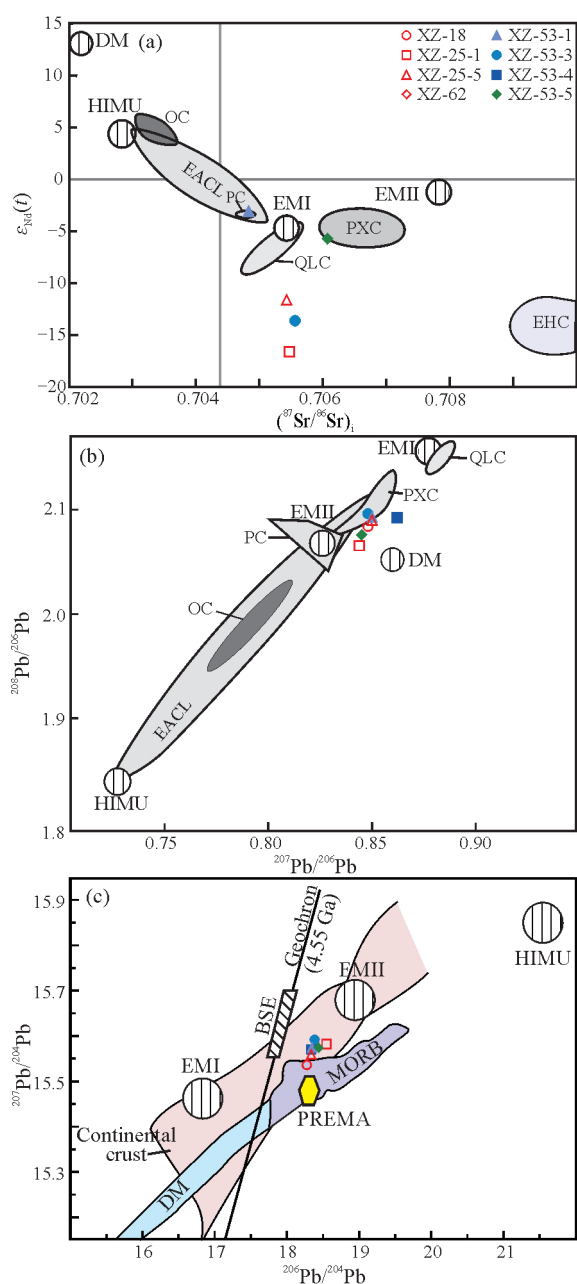 (a)
15
10
5
0
−5
−10
−15
−20
εNd(t)
DM
HIMU
OC
EACL
PC
EMI
QLC
EMII
PXC
EHC
XZ-18
XZ-25-1
XZ-25-5
XZ-62
XZ-53-1
XZ-53-3
XZ-53-4
XZ-53-5
0.702
0.704
0.706
0.708
(⁸⁷Sr/⁸⁶Sr)i
(b)
2.1
2.0
1.9
1.8
²⁰⁸Pb/²⁰⁶Pb
EMI
QLC
PXC
EMII
PC
DM
OC
EACL
HIMU
0.75
0.80
0.85
0.90
²⁰⁷Pb/²⁰⁶Pb
(c)
15.9
15.7
15.5
15.3
²⁰⁷Pb/²⁰⁴Pb
Geochron
(4.55 Ga)
HIMU
EMII
BSE
EMI
MORB
PREMA
Continental
crust
DM
16
17
18
19
20
21
²⁰⁶Pb/²⁰⁴Pb